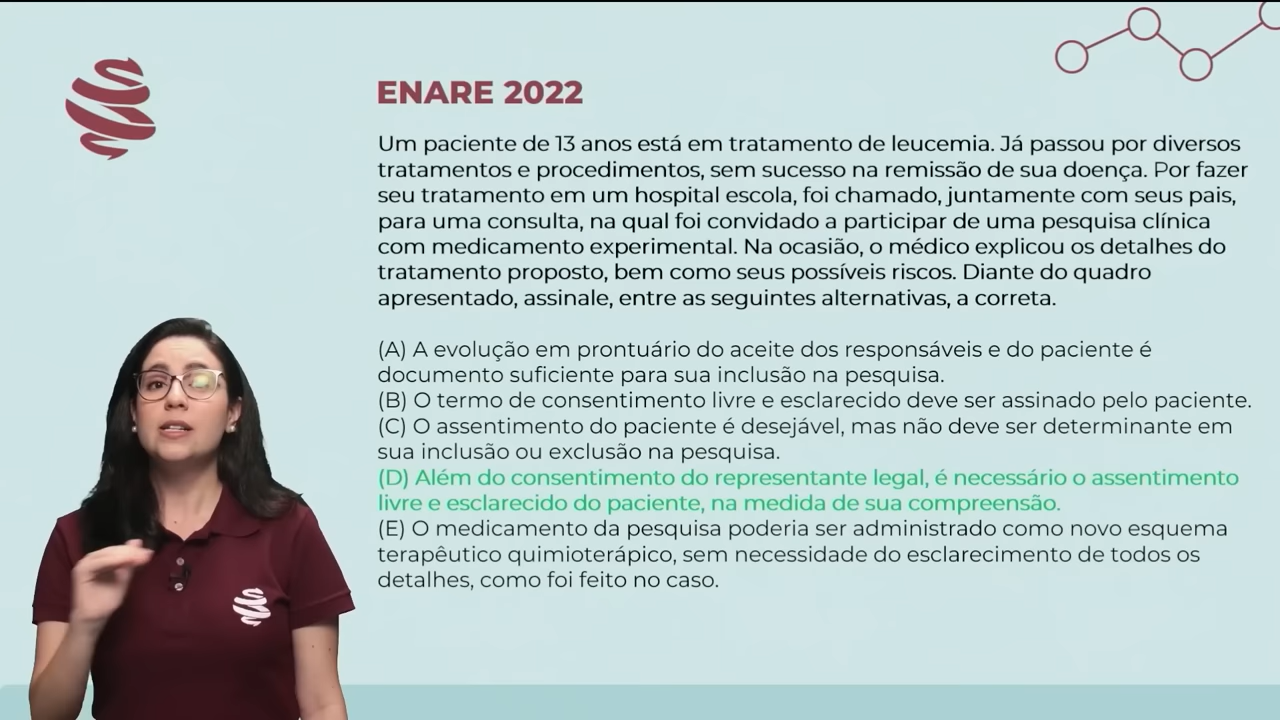 ENARE 2022
Um paciente de 13 anos está em tratamento de leucemia. Já passou por diversos
tratamentos e procedimentos, sem sucesso na remissão de sua doença. Por fazer
seu tratamento em um hospital escola, foi chamado, juntamente com seus pais,
para uma consulta, na qual foi convidado a participar de uma pesquisa clínica
com medicamento experimental. Na ocasião, o médico explicou os detalhes do
tratamento proposto, bem como seus possíveis riscos. Diante do quadro
apresentado, assinale, entre as seguintes alternativas, a correta.
(A) A evolução em prontuário do aceite dos responsáveis e do paciente é
documento suficiente para sua inclusão na pesquisa.
(B) O termo de consentimento livre e esclarecido deve ser assinado pelo paciente.
(C) O assentimento do paciente é desejável, mas não deve ser determinante em
sua inclusão ou exclusão na pesquisa.
(D) Além do consentimento do representante legal, é necessário o assentimento
livre e esclarecido do paciente, na medida de sua compreensão.
(E) O medicamento da pesquisa poderia ser administrado como novo esquema
terapêutico quimioterápico, sem necessidade do esclarecimento de todos os
detalhes, como foi feito no caso.